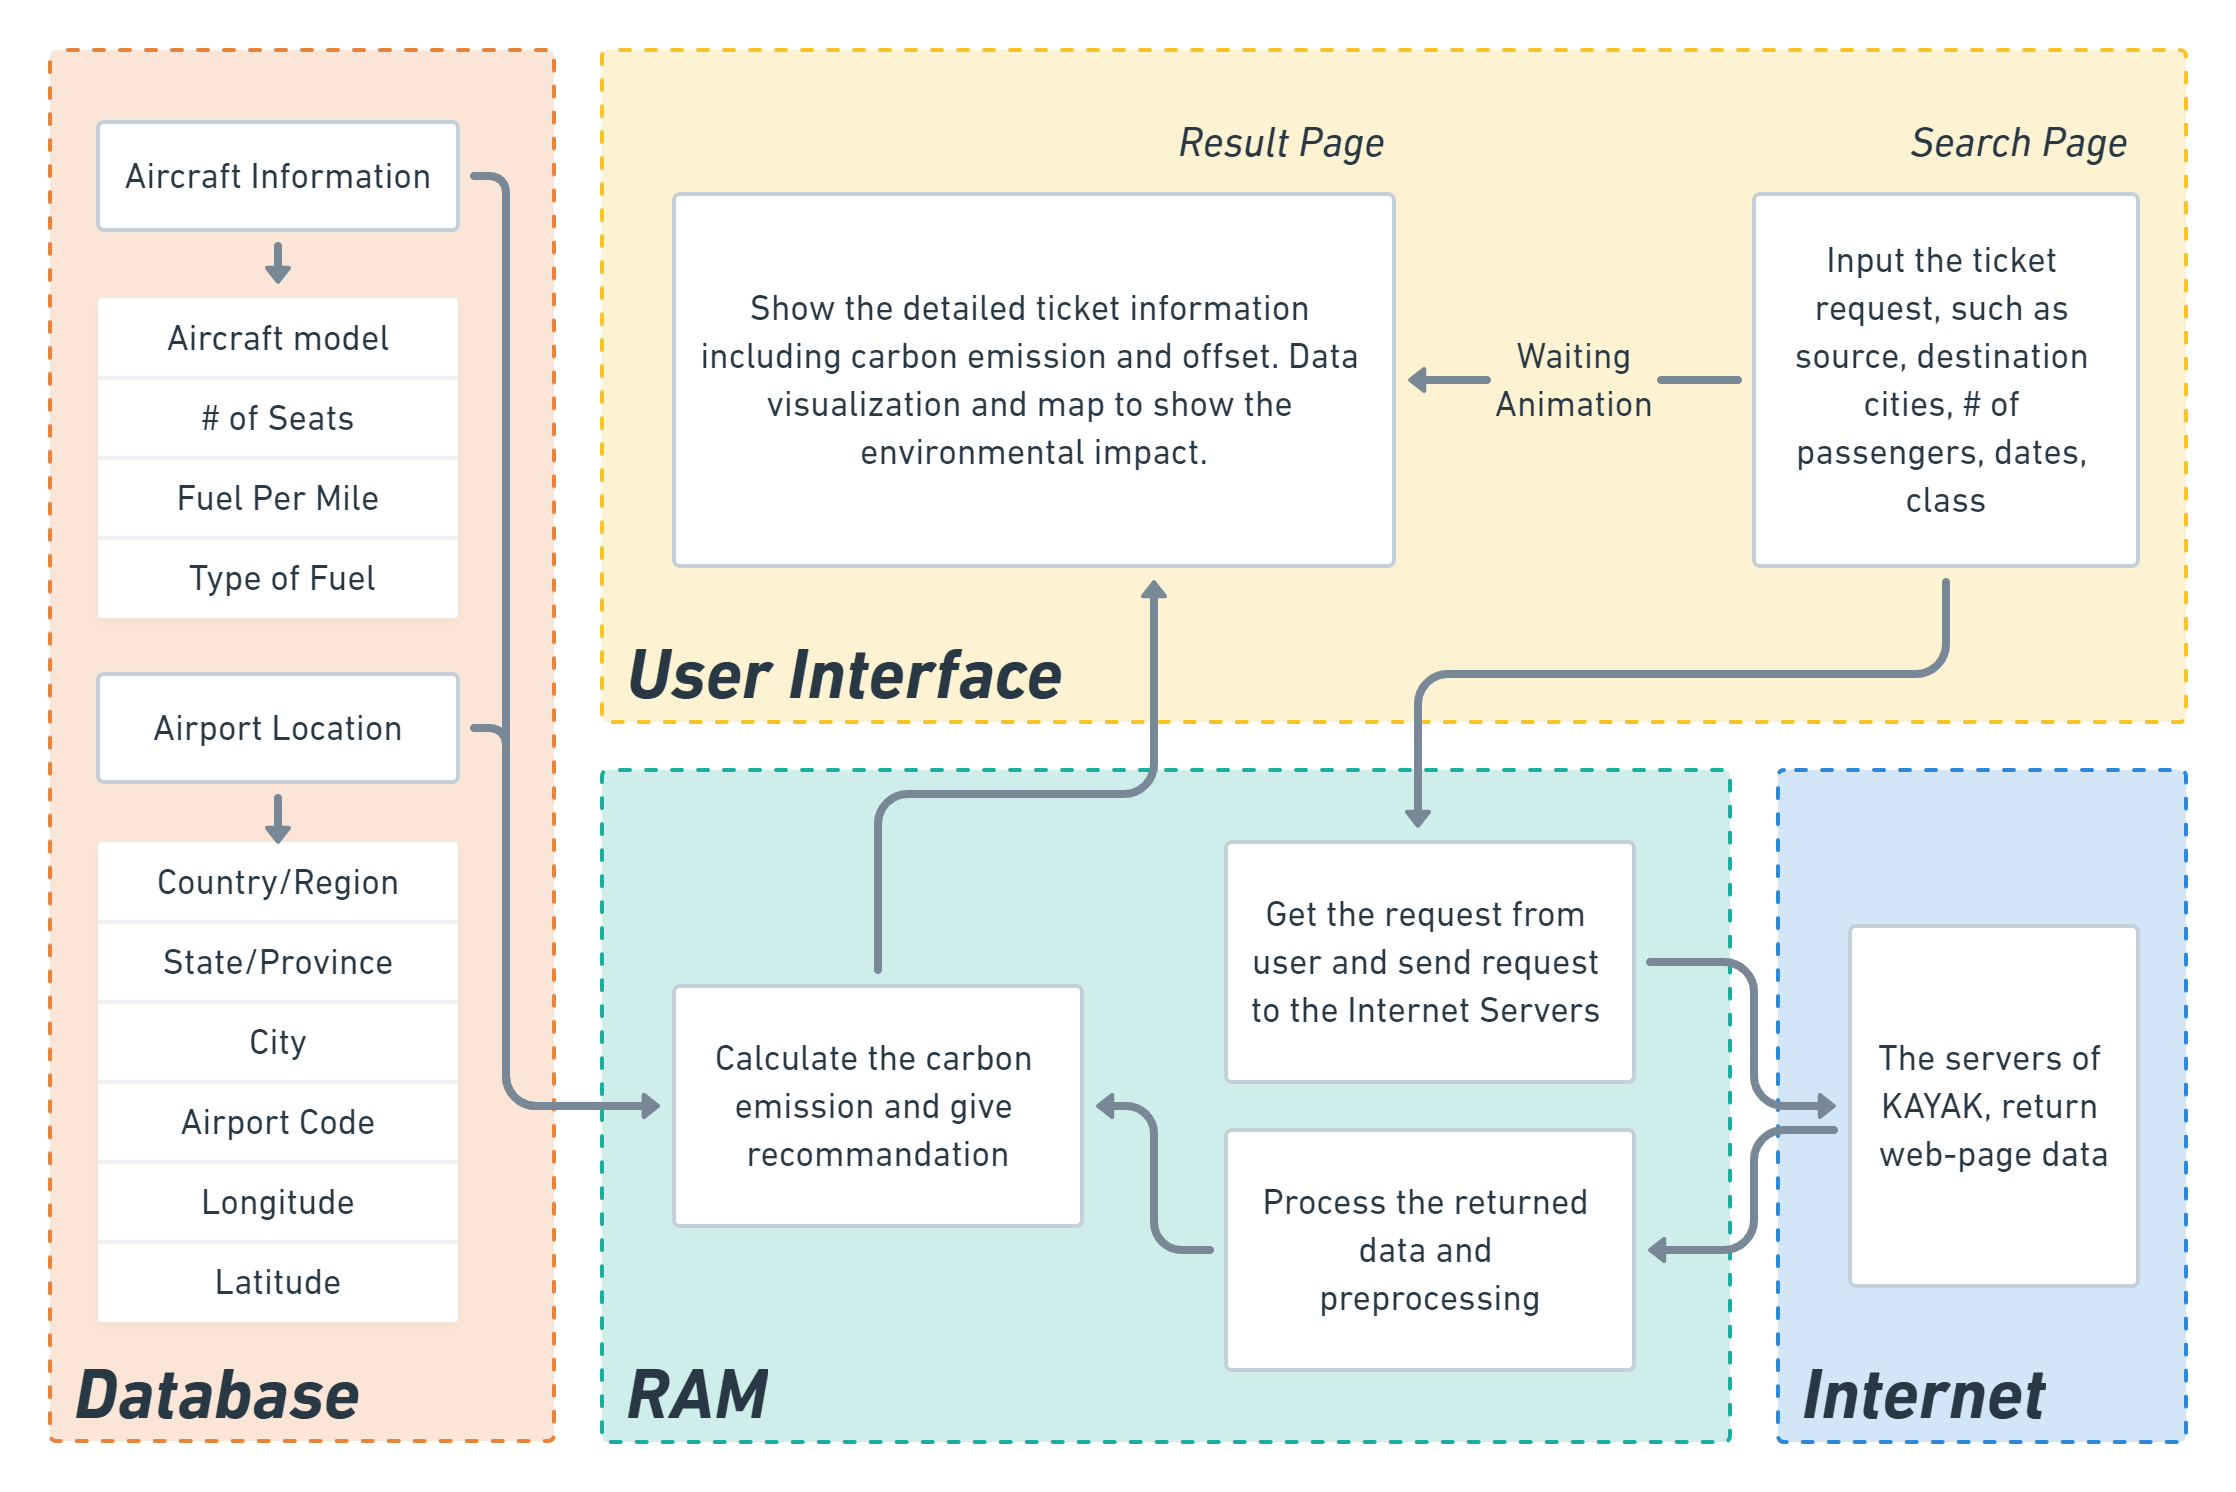 Aircraft Information
Aircraft model
# of Seats
Fuel Per Mile
Type of Fuel
Airport Location
Country/Region
State/Province
City
Airport Code
Longitude
Latitude
Database
Result Page
Show the detailed ticket information
including carbon emission and offset. Data
visualization and map to show the
environmental impact.
Waiting
Animation
Search Page
Input the ticket
request, such as
source, destination
cities, # of
passengers, dates,
class
User Interface
Calculate the carbon
emission and give
recommandation
Get the request from
user and send request
to the Internet Servers
Process the returned
data and
preprocessing
RAM
The servers of
KAYAK, return
web-page data
Internet